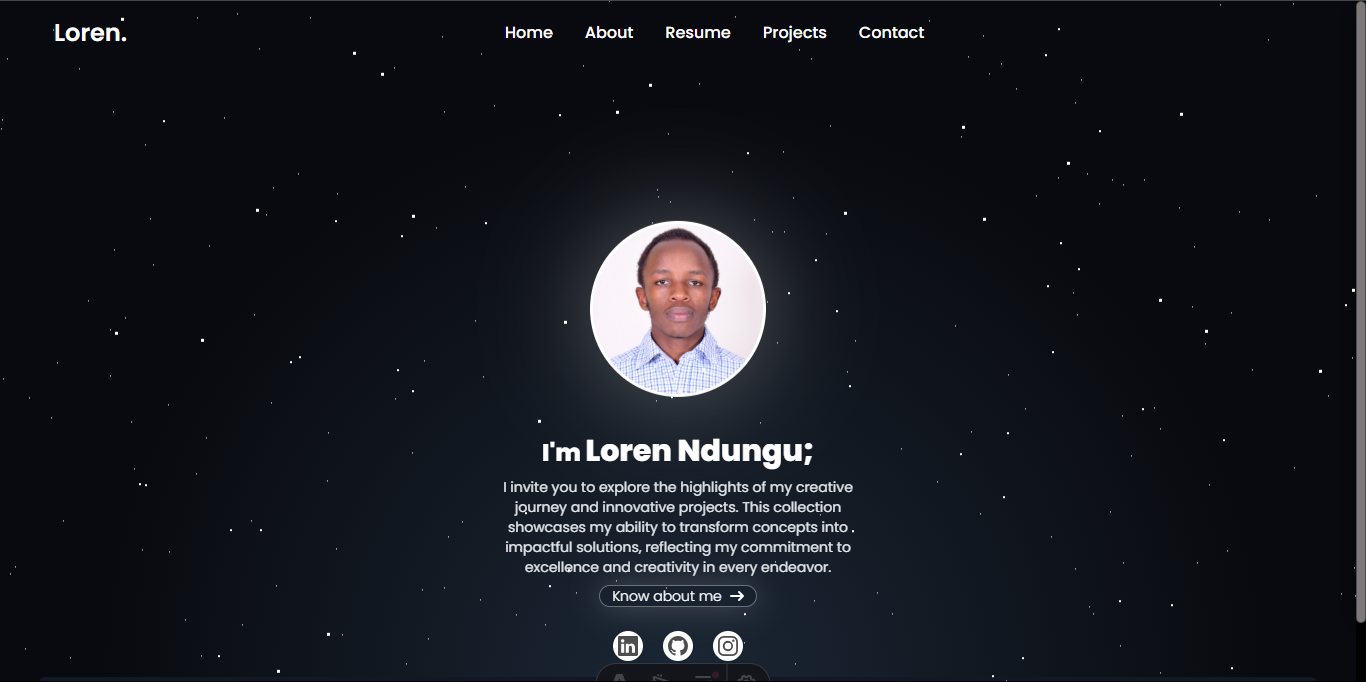 Loren.
Home About Resume Projects Contact
I'm Loren Ndungu;
I invite you to explore the highlights of my creative
journey and innovative projects. This collection
showcases my ability to transform concepts into
impactful solutions, reflecting my commitment to
excellence and creativity in every endeavor.
Know about me
in